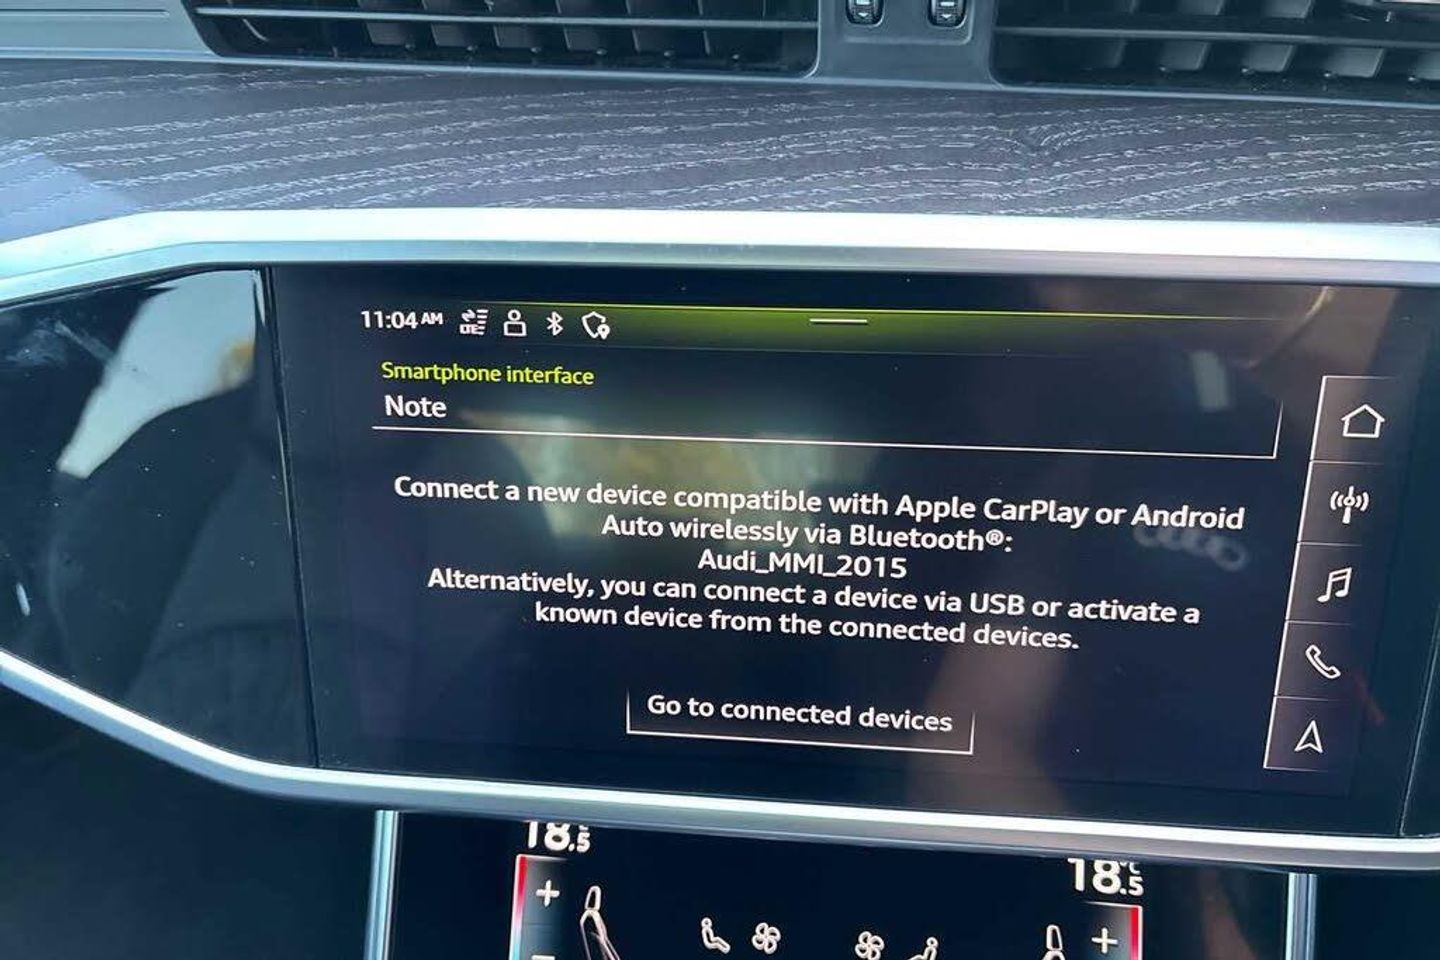 11:04 AM LTE
Smartphone interface
Note
Connect a new device compatible with Apple CarPlay or Android
Auto wirelessly via Bluetooth®:
Audi_MMI_2015
Alternatively, you can connect a device via USB or activate a
known device from the connected devices.
Go to connected devices
18.5
18.5 °C
+
+